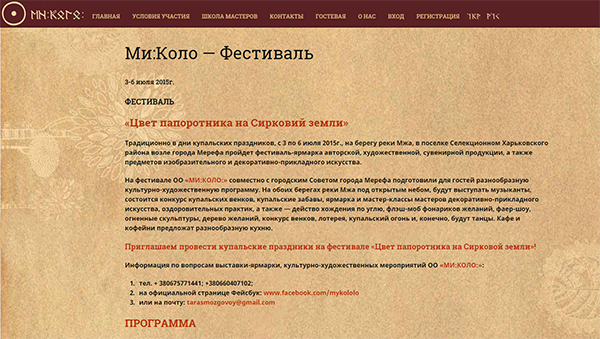 ГЛАВНАЯ УСЛОВИЯ УЧАСТИЯ ШКОЛА МАСТЕРОВ КОНТАКТЫ ГОСТЕВАЯ О НАС ВХОД РЕГИСТРАЦИЯ
Ми:Коло — Фестиваль
3-6 июля 2015г.
ФЕСТИВАЛЬ
«Цвет папоротника на Сирковий земли»
Традиционно в дни купальских праздников, с 3 по 6 июля 2015г., на берегу реки Мжа, в поселке Селекционном Харьковского
района возле города Мерефа пройдет фестиваль-ярмарка авторской, художественной, сувенирной продукции, а также
предметов изобразительного и декоративно-прикладного искусства.
На фестивале ОО «МИ:КОЛО:» совместно с городским Советом города Мерефа подготовили для гостей разнообразную
культурно-художественную программу. На обоих берегах реки Мжа под открытым небом, будут выступать музыканты,
состоится конкурс купальских венков, купальские забавы, ярмарка и мастер-классы мастеров декоративно-прикладного
искусства, оздоровительных практик, а также — действо хождения по углю, флэш-моб фонариков желаний, фаер-шоу,
огненные скульптуры, дерево желаний, конкурс венков, лотерея, купальский огонь и, конечно, будут танцы. Кафе и
кофейни предложат разнообразную кухню.
Приглашаем провести купальские праздники на фестивале «Цвет папоротника на Сирковой земли»!
Информация по вопросам выставки-ярмарки, культурно-художественных мероприятий ОО «МИ:КОЛО:»:
1. тел. + 380675771441; +380660407102;
2. на официальной странице Фейсбук: www.facebook.com/mykololo
3. или на почту: tarasmozgovoy@gmail.com
ПРОГРАММА